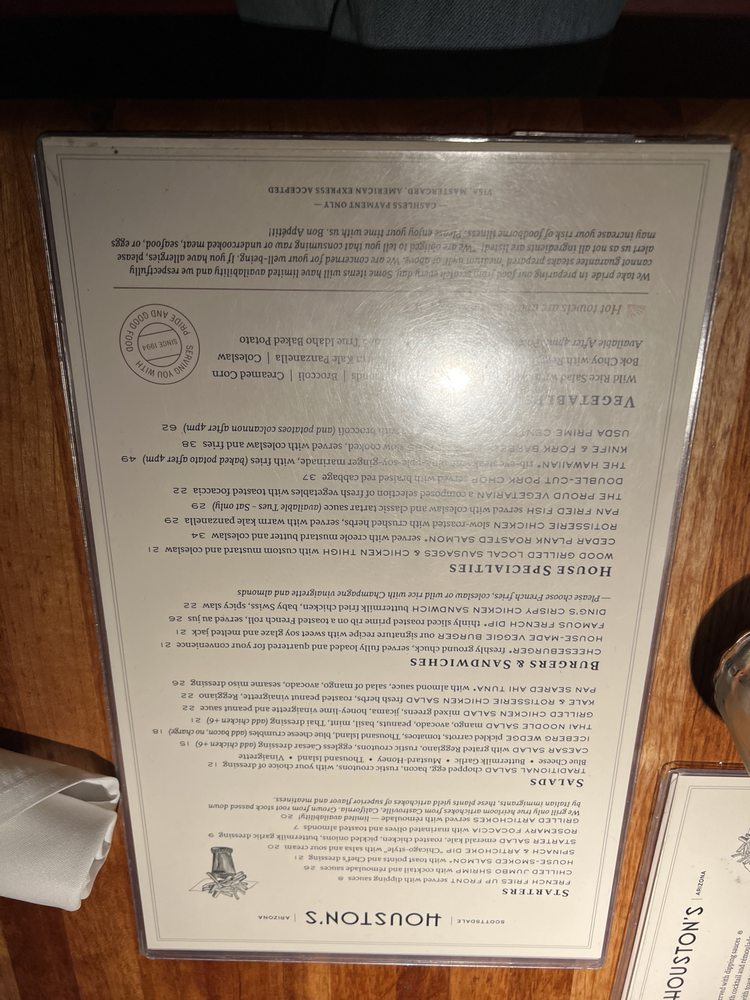 SCOTTSDALE | HOUSTON'S | ARIZONA
STARTERS
FRENCH FRIES UP FRONT served with dipping sauces 8
CHILLED JUMBO SHRIMP with cocktail and rémoulade sauces 26
HOUSE-SMOKED SALMON* with toast points and Chef's dressing 21
SPINACH & ARTICHOKE DIP "Chicago-style" with salsa and sour cream 20
STARTER SALAD emerald kale, roasted chicken, pickled onions, buttermilk garlic dressing 9
ROSEMARY FOCACCIA with marinated olives and toasted almonds 7
GRILLED ARTICHOKES served with rémoulade — limited availability 20
We grill only true heirloom artichokes from Castroville, California. Grown from root stock passed down
by Italian immigrants, these plants yield artichokes of superior flavor and meatiness.
SALADS
TRADITIONAL SALAD chopped egg, bacon, rustic croutons, with your choice of dressing 12
Blue Cheese • Buttermilk Garlic • Mustard-Honey • Thousand Island • Vinaigrette
CAESAR SALAD with grated Reggiano, rustic croutons, eggless Caesar dressing (add chicken +6) 15
ICEBERG WEDGE pickled carrots, tomatoes, Thousand Island, blue cheese crumbles (add bacon, no charge) 18
THAI NOODLE SALAD mango, avocado, peanuts, basil, mint, Thai dressing (add chicken +6) 21
GRILLED CHICKEN SALAD mixed greens, jicama, honey-lime vinaigrette and peanut sauce 22
KALE & ROTISSERIE CHICKEN SALAD fresh herbs, roasted peanut vinaigrette, Reggiano 22
PAN SEARED AHI TUNA* with almond sauce, salad of mango, avocado, sesame miso dressing 26
BURGERS & SANDWICHES
CHEESEBURGER* freshly ground chuck, served fully loaded and quartered for your convenience 21
HOUSE-MADE VEGGIE BURGER our signature recipe with sweet soy glaze and melted jack 21
FAMOUS FRENCH DIP* thinly sliced roasted prime rib on a toasted French roll, served au jus 26
DING'S CRISPY CHICKEN SANDWICH buttermilk fried chicken, baby Swiss, spicy slaw 22
—Please choose French fries, coleslaw or wild rice with Champagne vinaigrette and almonds
HOUSE SPECIALTIES
WOOD GRILLED LOCAL SAUSAGES & CHICKEN THIGH with custom mustard and coleslaw 21
CEDAR PLANK ROASTED SALMON* served with creole mustard butter and coleslaw 34
ROTISSERIE CHICKEN slow-roasted with crushed herbs, served with warm kale panzanella 29
PAN FRIED FISH served with coleslaw and classic tartar sauce (available Tues - Sat only) 29
THE PROUD VEGETARIAN a composed selection of fresh vegetables with toasted focaccia 22
DOUBLE-CUT PORK CHOP served with braised red cabbage 37
THE HAWAIIAN* rib-eye steak with pineapple-soy-ginger marinade, with fries (baked potato after 4pm) 49
KNIFE & FORK slow cooked, served with coleslaw and fries 38
USDA PRIME with broccoli (and potatoes colcannon after 4pm) 62
VEGETABLES
Wild Rice Salad with | Broccoli | Creamed Corn
Bok Choy with Kale Panzanella | Coleslaw
Available After 4pm: True Idaho Baked Potato
Hot towels are
SERVING YOU WITH PRIDE AND GOOD FOOD
SINCE 1994
We take pride in preparing our food from scratch every day. Some items will have limited availability and we respectfully
cannot guarantee steaks prepared 'medium well' or above. We are concerned for your well-being. If you have allergies, please
alert us as not all ingredients are listed! *We are obliged to tell you that consuming raw or undercooked meat, seafood, or eggs
may increase your risk of foodborne illness. Please enjoy your time with us. Bon Appétit!
— CASHLESS PAYMENT ONLY —
VISA, MASTERCARD, AMERICAN EXPRESS ACCEPTED
HOUSTON'S | ARIZONA
served with dipping sauces 8